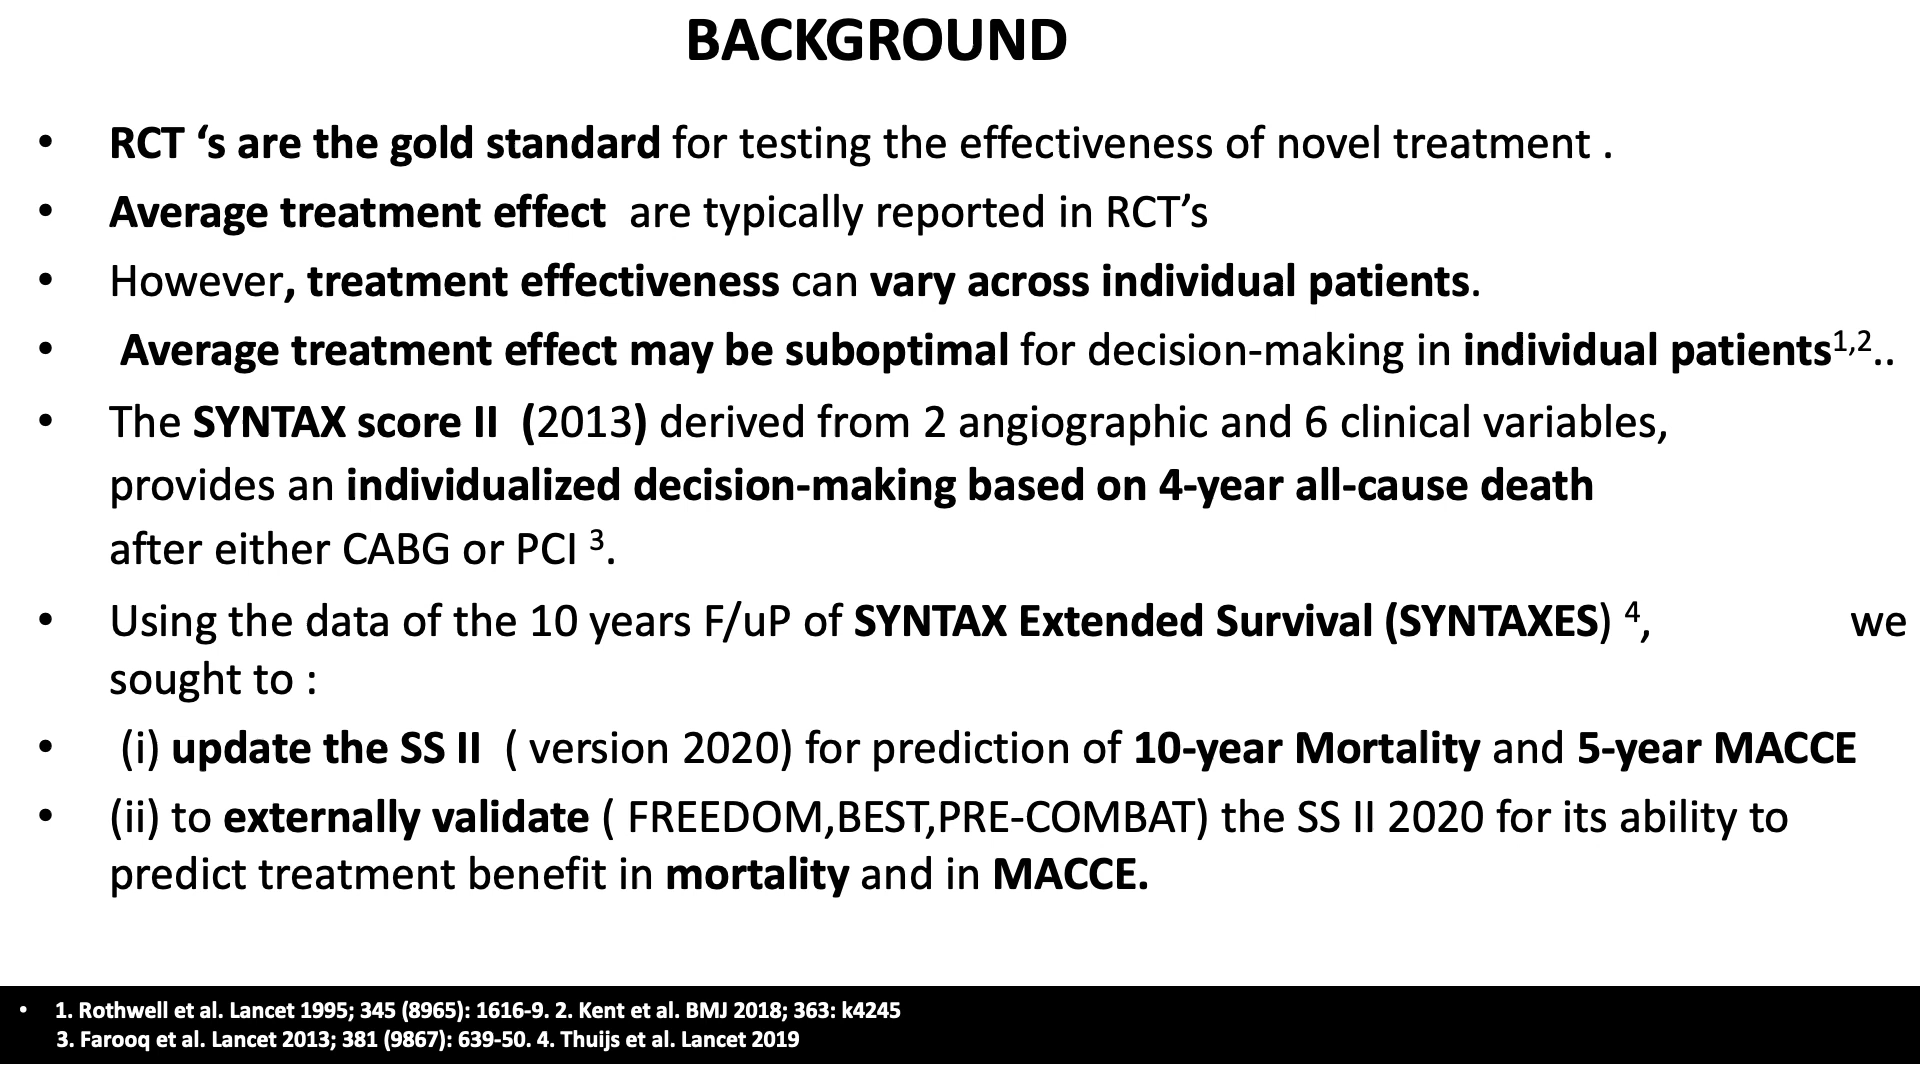 BACKGROUND
• RCT ‘s are the gold standard for testing the effectiveness of novel treatment .
• Average treatment effect are typically reported in RCT’s
• However, treatment effectiveness can vary across individual patients.
• Average treatment effect may be suboptimal for decision-making in individual patients1,2..
• The SYNTAX score II (2013) derived from 2 angiographic and 6 clinical variables,
provides an individualized decision-making based on 4-year all-cause death
after either CABG or PCI 3.
• Using the data of the 10 years F/uP of SYNTAX Extended Survival (SYNTAXES) 4, we
sought to :
• (i) update the SS II ( version 2020) for prediction of 10-year Mortality and 5-year MACCE
• (ii) to externally validate ( FREEDOM,BEST,PRE-COMBAT) the SS II 2020 for its ability to
predict treatment benefit in mortality and in MACCE.
• 1. Rothwell et al. Lancet 1995; 345 (8965): 1616-9. 2. Kent et al. BMJ 2018; 363: k4245
3. Farooq et al. Lancet 2013; 381 (9867): 639-50. 4. Thuijs et al. Lancet 2019